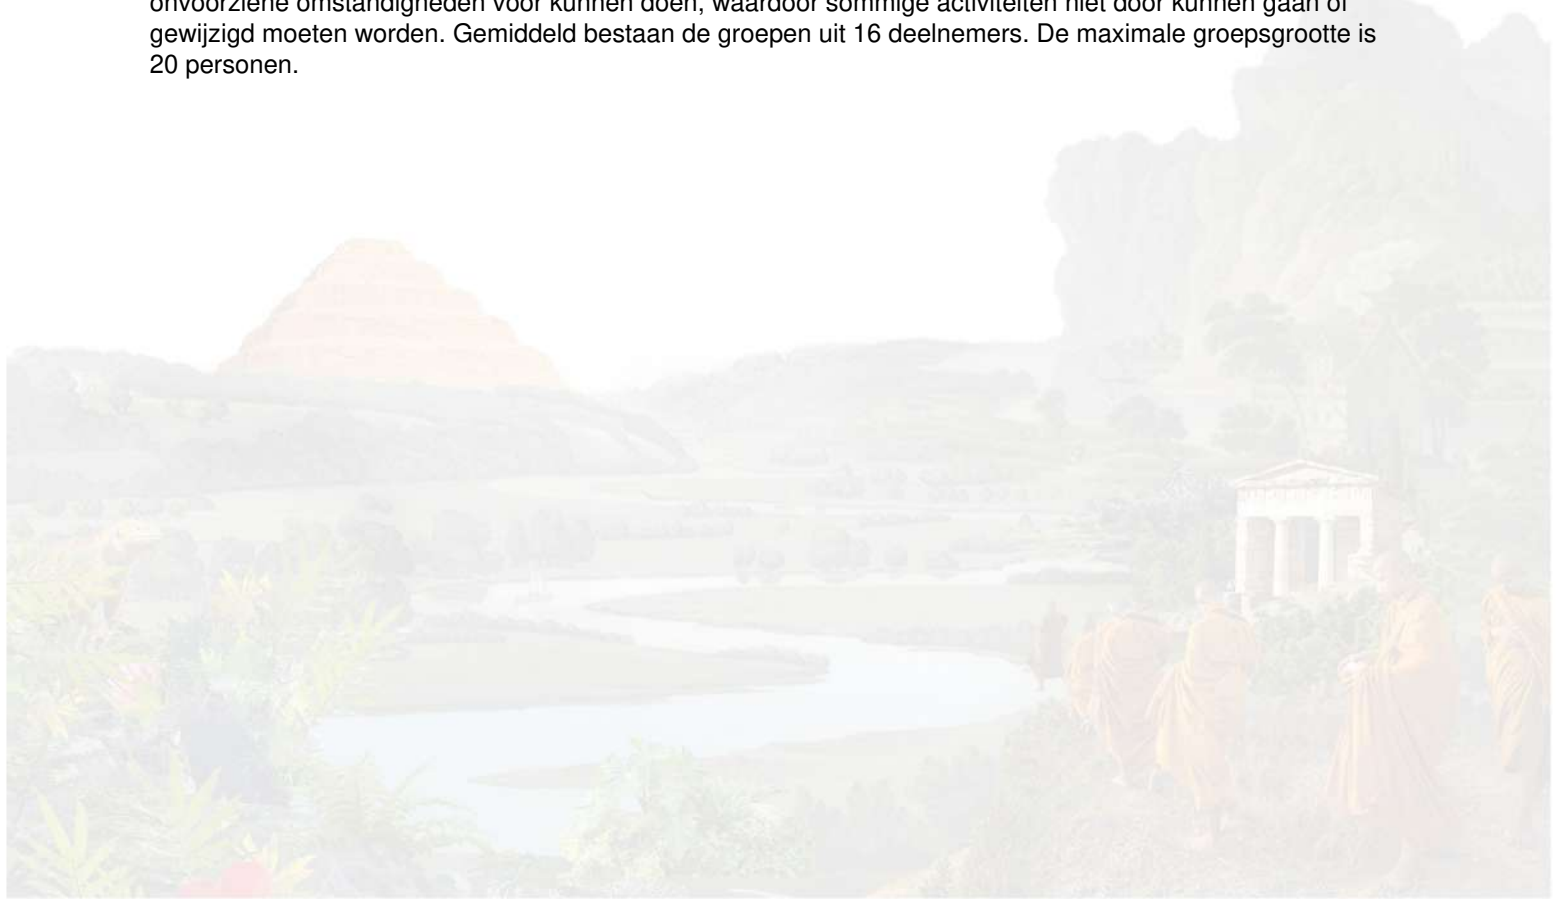 onvoorziene omstandigheden voor kunnen doen, waardoor sommige activiteiten niet door kunnen gaan of
gewijzigd moeten worden. Gemiddeld bestaan de groepen uit 16 deelnemers. De maximale groepsgrootte is
20 personen.